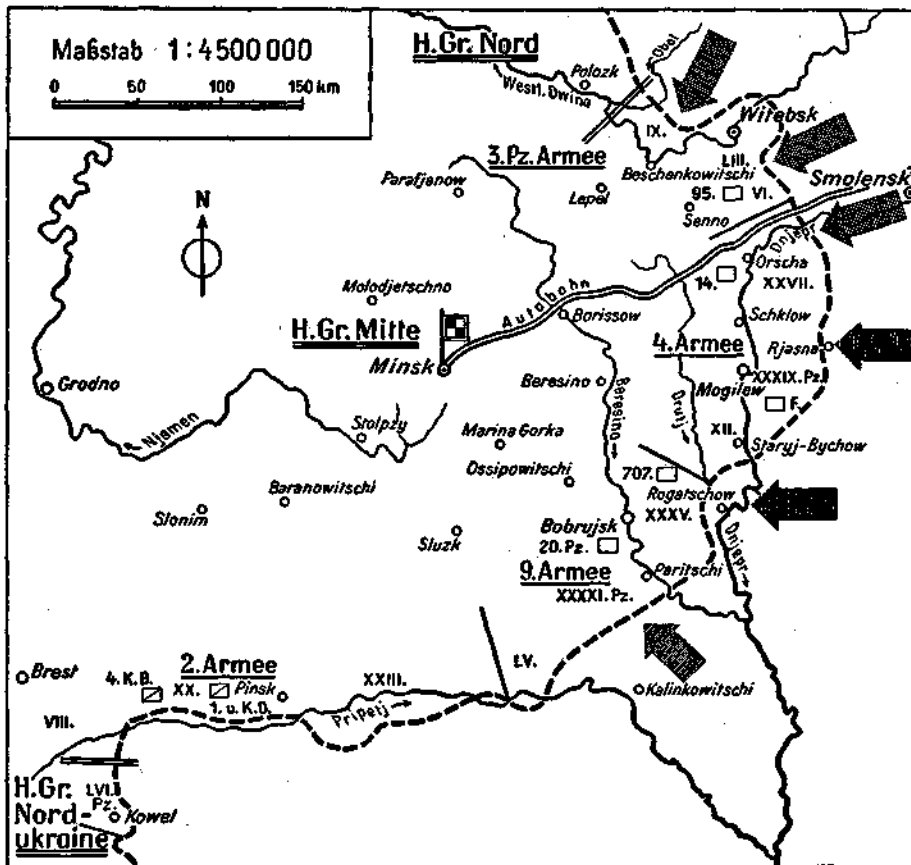 Maßstab 1:4500000
0 50 100 150 km
H.Gr. Nord
Polozk
Obol
Westl. Dwina
IX.
Witebsk
3. Pz. Armee
LIII.
Beschenkowitschi
Smolensk
Parafjanow
Lepel
95.
VI.
Senno
N
Dnjepr
Orscha
14.
XXVII.
Molodjetschno
Autobahn
Borissow
Schklow
H.Gr. Mitte
4. Armee
Rjasna
Minsk
Grodno
Beresino
XXXIX. Pz.
Mogilew
F.
Njamen
Stolpzy
Beresina
Drutj
Marina Gorka
XII.
Staryj-Bychow
Ossipowitschi
707.
Baranowitschi
Rogatschow
Slonim
XXXV.
Sluzk
Bobrujsk
Dnjepr
20. Pz.
9. Armee
Paritschi
XXXXI. Pz.
LV.
2. Armee
Brest
4. K.B.
XX.
Pinsk
XXIII.
Kalinkowitschi
1. u. K.D.
VIII.
Pripetj
H.Gr.
LVI.
Pz.
Nord-
Kowel
ukraine